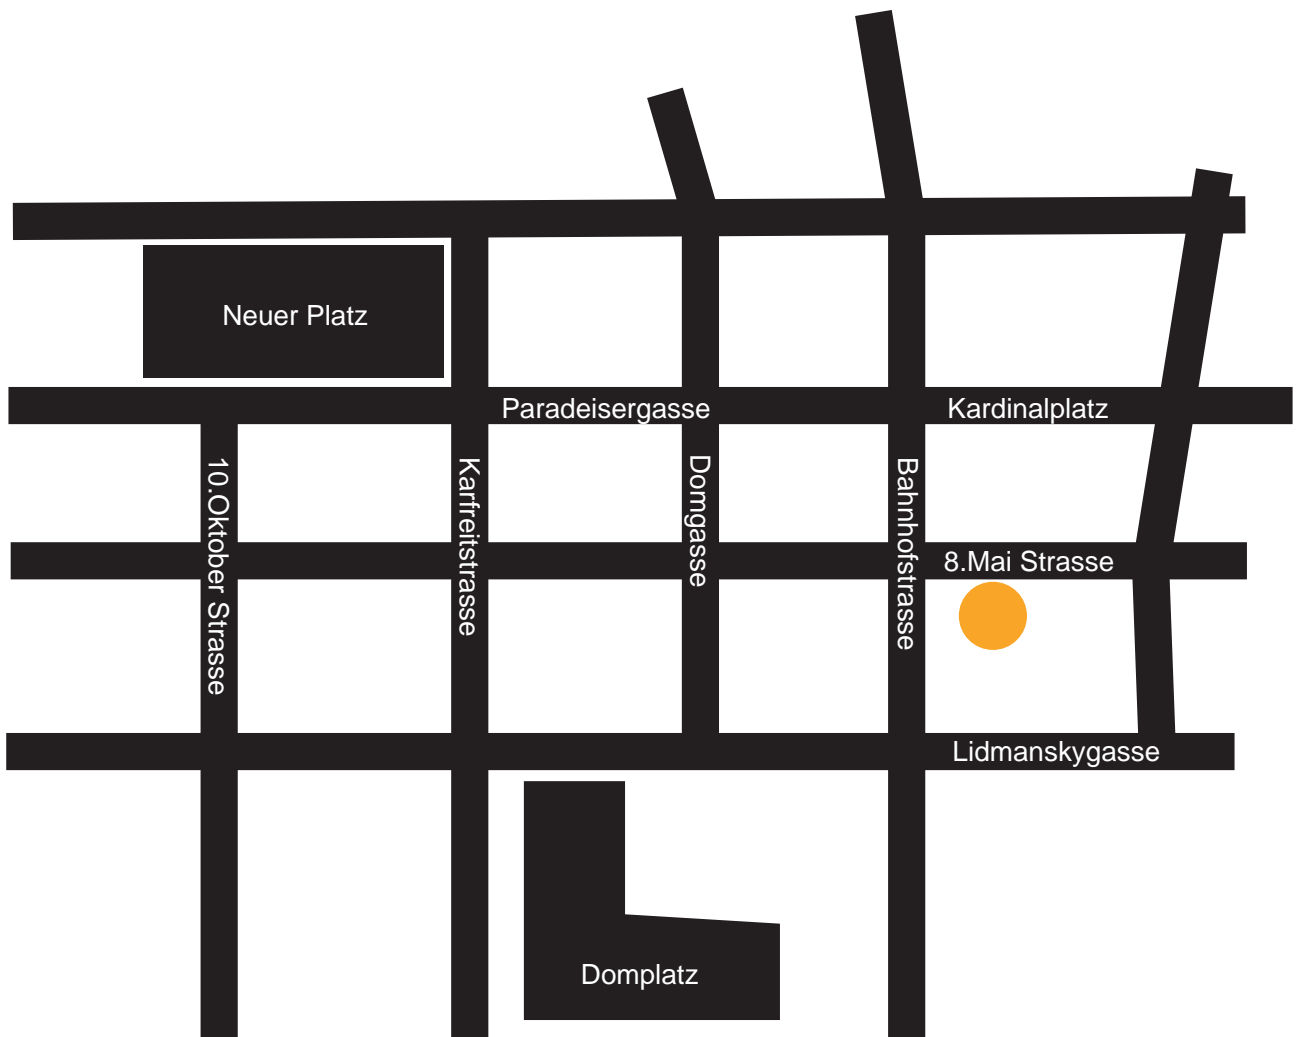 Neuer Platz
Paradeisergasse
Kardinalplatz
10.Oktober Strasse
Karfreitstrasse
Domgasse
Bahnhofstrasse
8.Mai Strasse
Lidmanskygasse
Domplatz